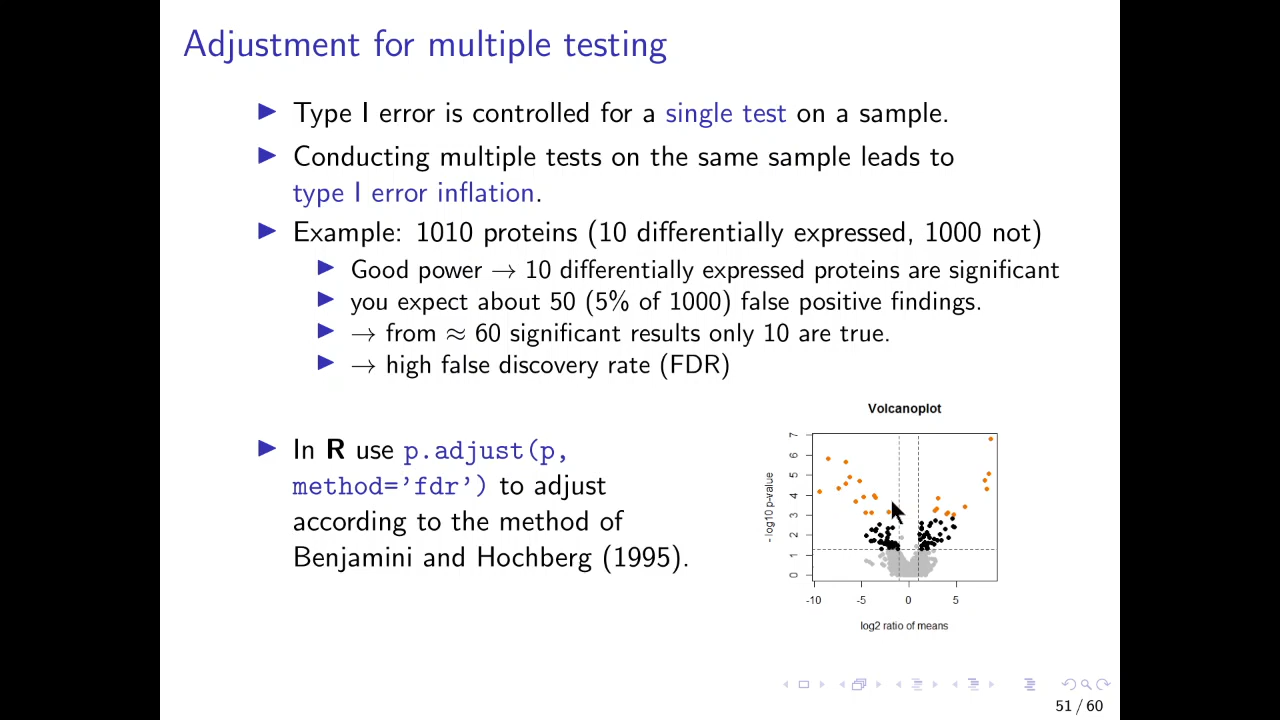 Adjustment for multiple testing
Type I error is controlled for a single test on a sample.
Conducting multiple tests on the same sample leads to
type I error inflation.
Example: 1010 proteins (10 differentially expressed, 1000 not)
Good power → 10 differentially expressed proteins are significant
you expect about 50 (5% of 1000) false positive findings.
→ from ≈ 60 significant results only 10 are true.
→ high false discovery rate (FDR)
In R use p.adjust(p,
method='fdr') to adjust
according to the method of
Benjamini and Hochberg (1995).
Volcanoplot
- log10 p-value
7
6
5
4
3
2
1
0
-10 -5 0 5
log2 ratio of means
51 / 60